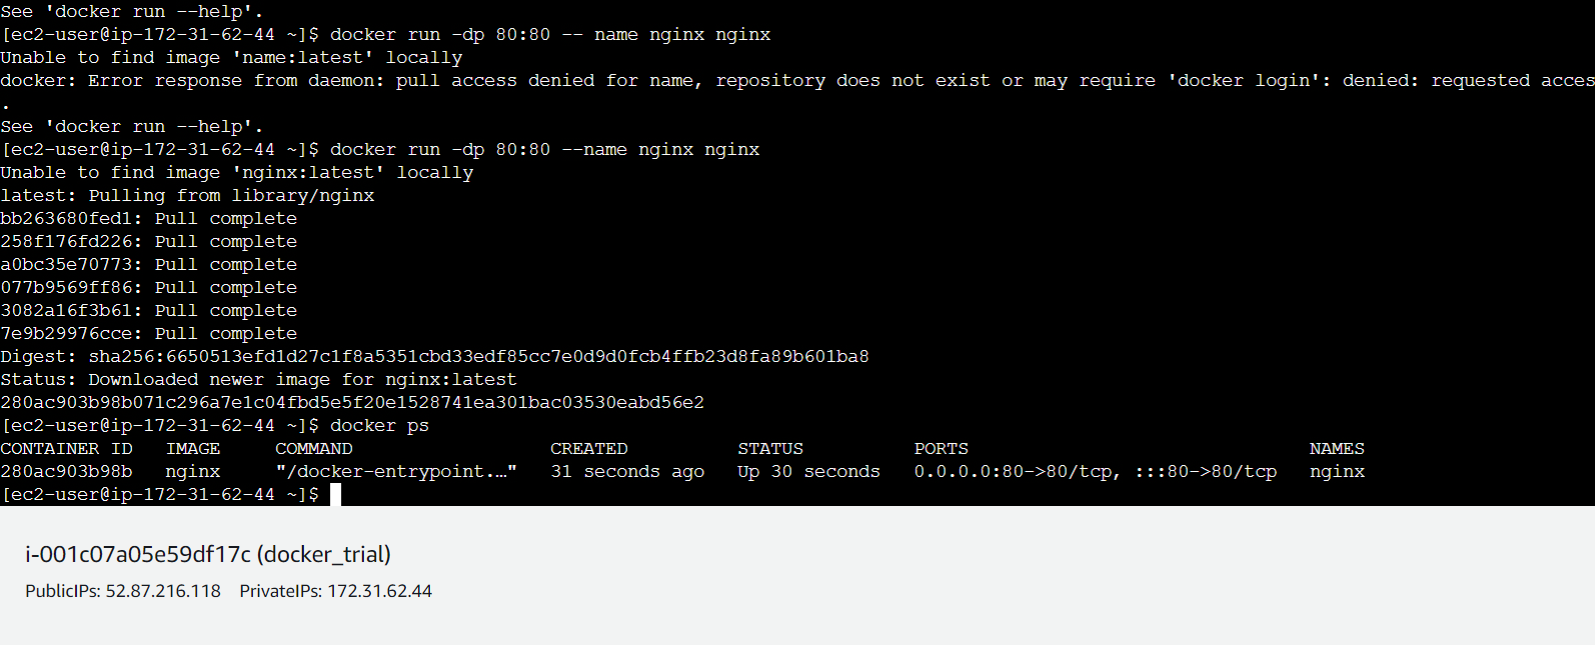 See 'docker run --help'.
[ec2-user@ip-172-31-62-44 ~]$ docker run -dp 80:80 -- name nginx nginx
Unable to find image 'name:latest' locally
docker: Error response from daemon: pull access denied for name, repository does not exist or may require 'docker login': denied: requested acces
.
See 'docker run --help'.
[ec2-user@ip-172-31-62-44 ~]$ docker run -dp 80:80 --name nginx nginx
Unable to find image 'nginx:latest' locally
latest: Pulling from library/nginx
bb263680fed1: Pull complete
258f176fd226: Pull complete
a0bc35e70773: Pull complete
077b9569ff86: Pull complete
3082a16f3b61: Pull complete
7e9b29976cce: Pull complete
Digest: sha256:6650513efd1d27c1f8a5351cbd33edf85cc7e0d9d0fcb4ffb23d8fa89b601ba8
Status: Downloaded newer image for nginx:latest
280ac903b98b071c296a7e1c04fbd5e5f20e1528741ea301bac03530eabd56e2
[ec2-user@ip-172-31-62-44 ~]$ docker ps
CONTAINER ID   IMAGE     COMMAND                  CREATED          STATUS          PORTS                               NAMES
280ac903b98b   nginx     "/docker-entrypoint.…"   31 seconds ago   Up 30 seconds   0.0.0.0:80->80/tcp, :::80->80/tcp   nginx
[ec2-user@ip-172-31-62-44 ~]$
i-001c07a05e59df17c (docker_trial)
PublicIPs: 52.87.216.118 PrivateIPs: 172.31.62.44